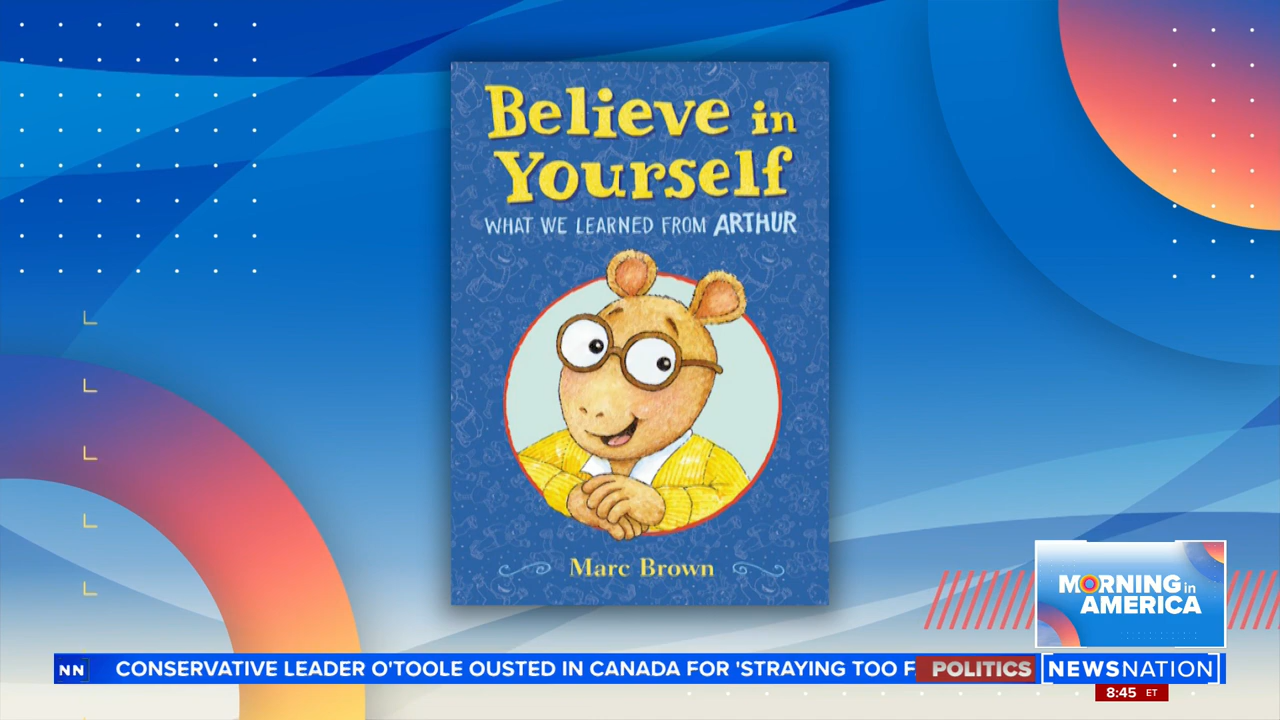 Believe in
Yourself
WHAT WE LEARNED FROM ARTHUR
Marc Brown
MORNING in
AMERICA
NN CONSERVATIVE LEADER O'TOOLE OUSTED IN CANADA FOR 'STRAYING TOO F POLITICS NEWSNATION
8:45 ET